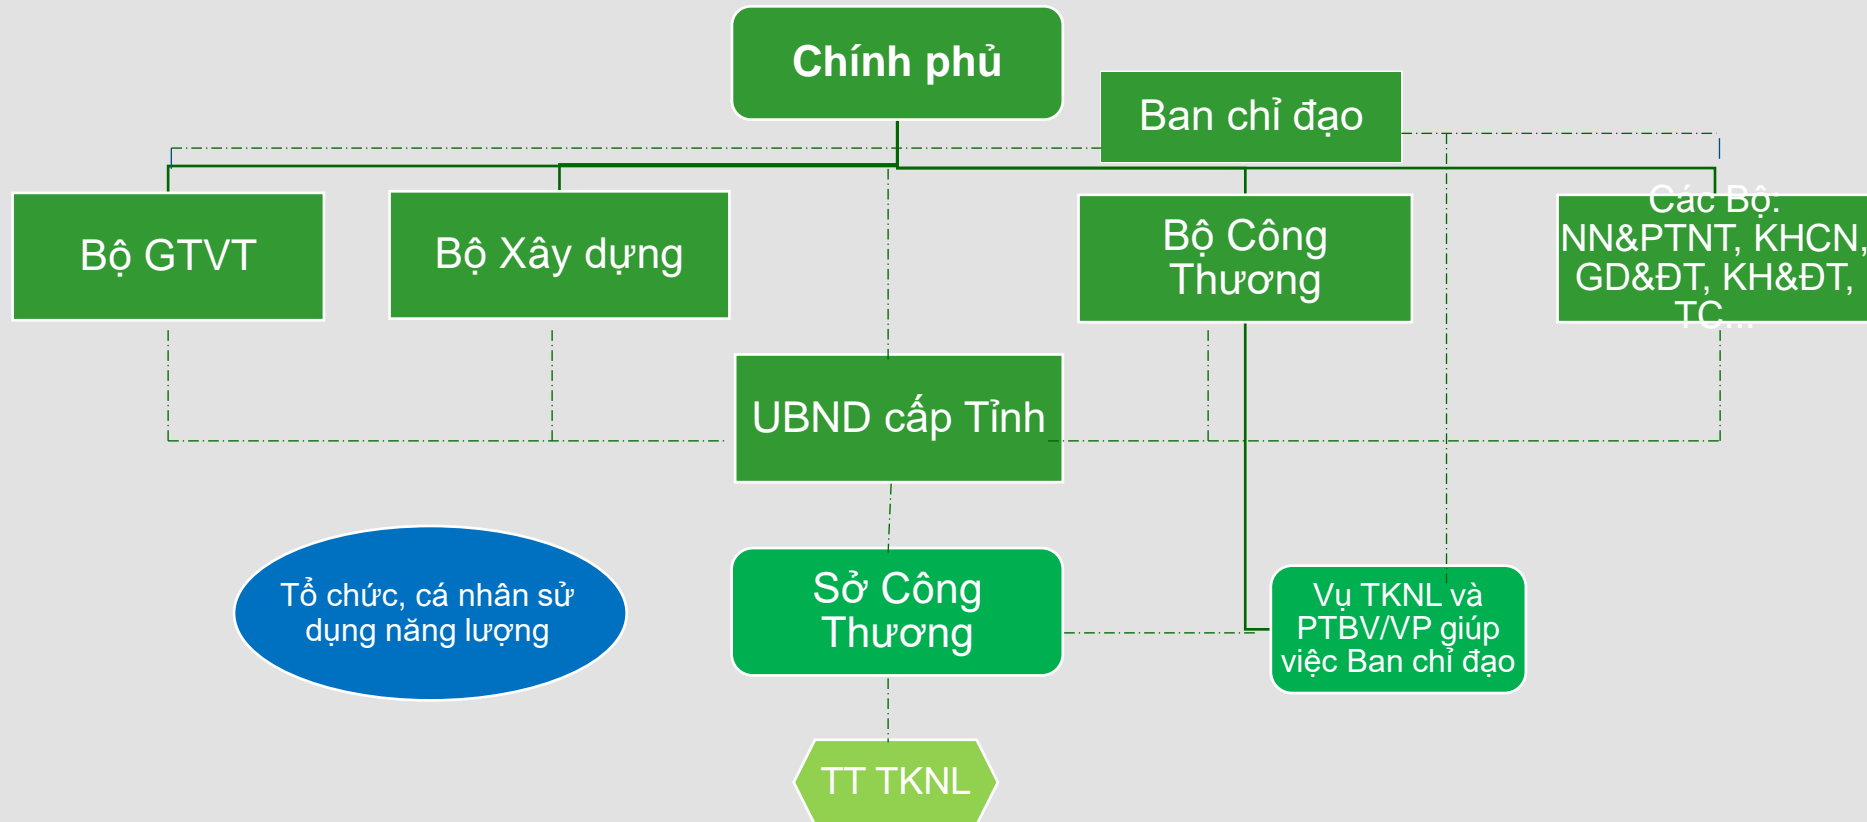 Chính phủ
Ban chỉ đạo
Bộ GTVT
Bộ Xây dựng
Bộ Công
Thương
Các Bộ:
NN&PTNT, KHCN,
GD&ĐT, KH&ĐT,
TC...
UBND cấp Tỉnh
Tổ chức, cá nhân sử
dụng năng lượng
Sở Công
Thương
Vụ TKNL và
PTBV/VP giúp
việc Ban chỉ đạo
TT TKNL